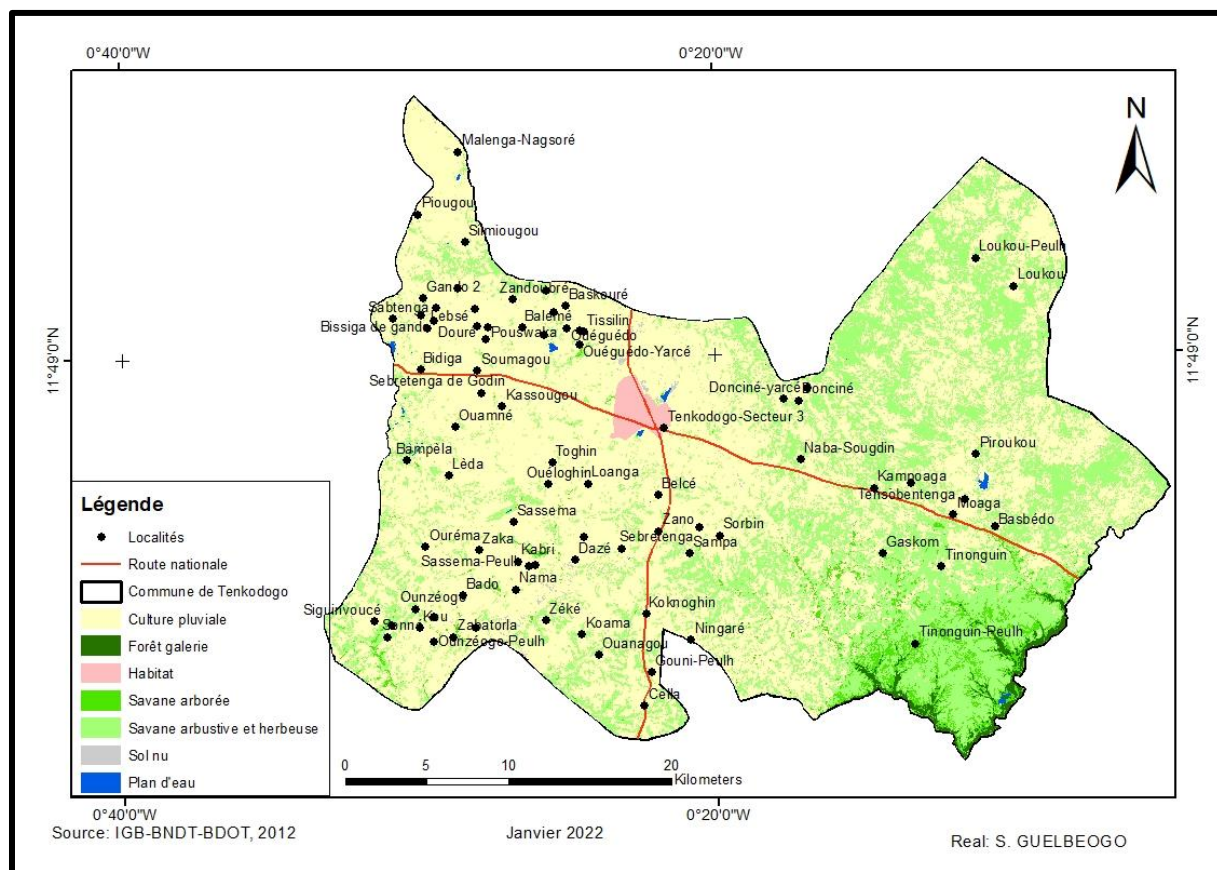 0°40'0"W
0°20'0"W
N
Malenga-Nagsoré
Piougou
Silmiougou
Loukou-Peulh
Loukou
Gando 2
Zandoubré
Baskouré
Sabtenga
Balemé
Tissilin
Bissiga de gando
Douré
Pouswaka
Ouéguédo
Ouéguédo-Yarcé
11°49'0"N
11°49'0"N
Bidiga
Soumagou
Sebretenga de Godin
Donciné-yarcé
Donciné
Kassougou
Ouamné
Tenkodogo-Secteur 3
Bampèla
Lèda
Toghin
Naba-Sougdin
Piroukou
Ouéloghin
Loanga
Kampoaga
Tensobentenga
Belcé
Moaga
Basbédo
Sassema
Zano
Sorbin
Ouréma
Zaka
Kabri
Dazé
Sebretenga
Sampa
Gaskom
Tinonguin
Sassema-Peulh
Nama
Bado
Siguinvoucé
Ounzéogo
Zabatorla
Zéké
Koama
Koknoghin
Ningaré
Tinonguin-Peulh
Ounzéogo-Peulh
Ouanagou
Gouni-Peulh
Cella
Légende
Localités
Route nationale
Commune de Tenkodogo
Culture pluviale
Forêt galerie
Habitat
Savane arborée
Savane arbustive et herbeuse
Sol nu
Plan d'eau
0 5 10 20
Kilometers
0°40'0"W
0°20'0"W
Source: IGB-BNDT-BDOT, 2012
Janvier 2022
Real: S. GUELBEOGO